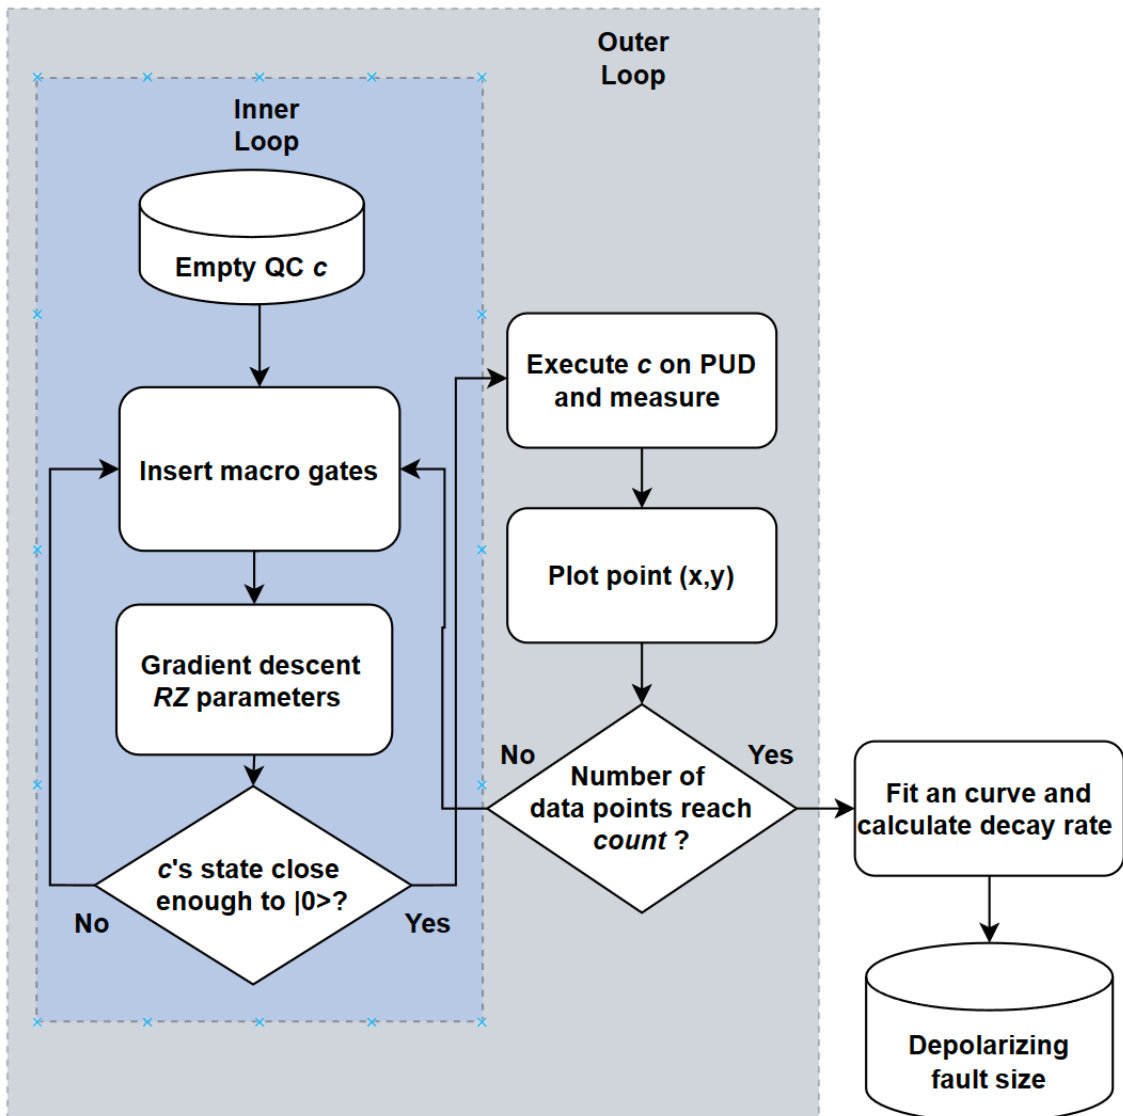 Outer
Loop
Inner
Loop
Empty QC c
Execute c on PUD
and measure
Insert macro gates
Plot point (x,y)
Gradient descent
RZ parameters
No
Yes
Number of
data points reach
count ?
Fit an curve and
calculate decay rate
c's state close
enough to |0>?
No
Yes
Depolarizing
fault size